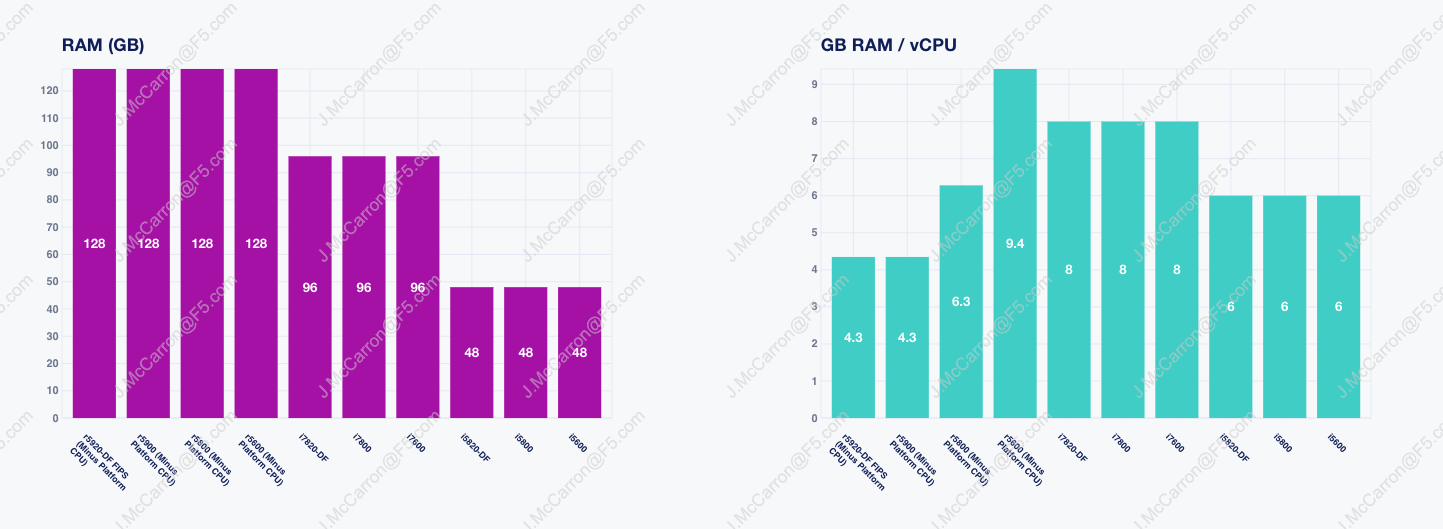 RAM (GB)
120
110
100
90
80
70
60
50
40
30
20
10
0
128
128
128
128
96
96
96
48
48
48
r5920-DF FIPS
(Minus Platform
CPU)
r5900 (Minus
Platform CPU)
r5800 (Minus
Platform CPU)
r5600 (Minus
Platform CPU)
i7820-DF
i7800
i7600
i5820-DF
i5800
i5600
GB RAM / vCPU
9
8
7
6
5
4
3
2
1
0
4.3
4.3
6.3
9.4
8
8
8
6
6
6
r5920-DF FIPS
(Minus Platform
CPU)
r5900 (Minus
Platform CPU)
r5800 (Minus
Platform CPU)
r5600 (Minus
Platform CPU)
i7820-DF
i7800
i7600
i5820-DF
i5800
i5600
J.McCarron@F5.com